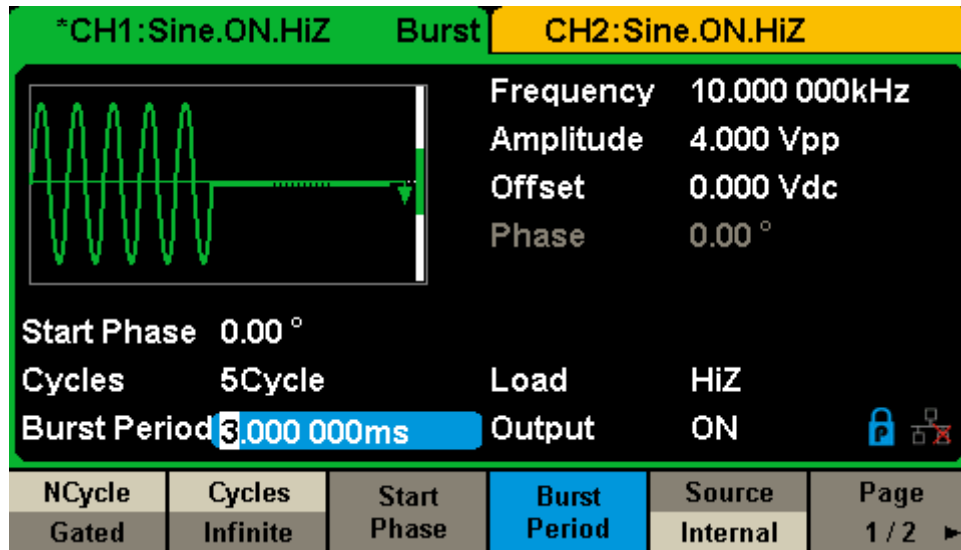 *CH1:Sine.ON.HiZ Burst CH2:Sine.ON.HiZ
Frequency 10.000 000kHz
Amplitude 4.000 Vpp
Offset 0.000 Vdc
Phase 0.00 °
Start Phase 0.00 °
Cycles 5Cycle Load HiZ
Burst Period 3.000 000ms Output ON P
NCycle Cycles Start Burst Source Page
Gated Infinite Phase Period Internal 1 / 2 ►